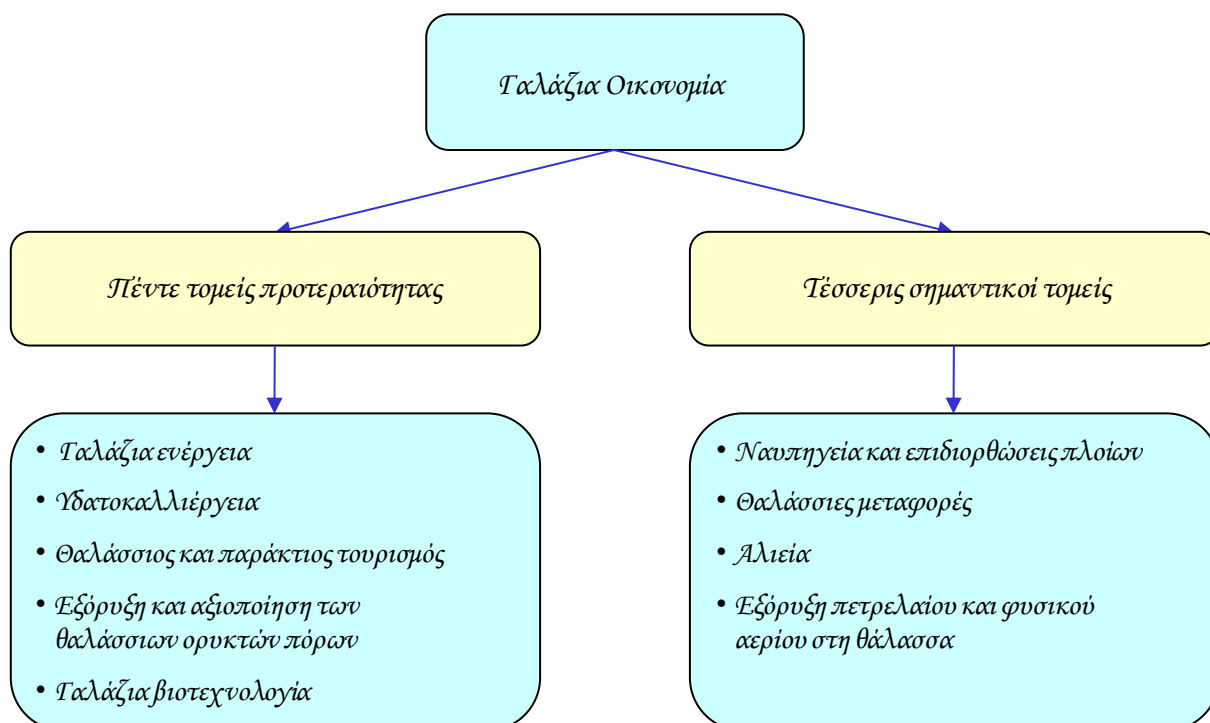 Γαλάζια Οικονομία
Πέντε τομείς προτεραιότητας
Τέσσερις σημαντικοί τομείς
• Γαλάζια ενέργεια
• Υδατοκαλλιέργεια
• Θαλάσσιος και παράκτιος τουρισμός
• Εξόρυξη και αξιοποίηση των
θαλάσσιων ορυκτών πόρων
• Γαλάζια βιοτεχνολογία
• Ναυπηγεία και επιδιορθώσεις πλοίων
• Θαλάσσιες μεταφορές
• Αλιεία
• Εξόρυξη πετρελαίου και φυσικού
αερίου στη θάλασσα